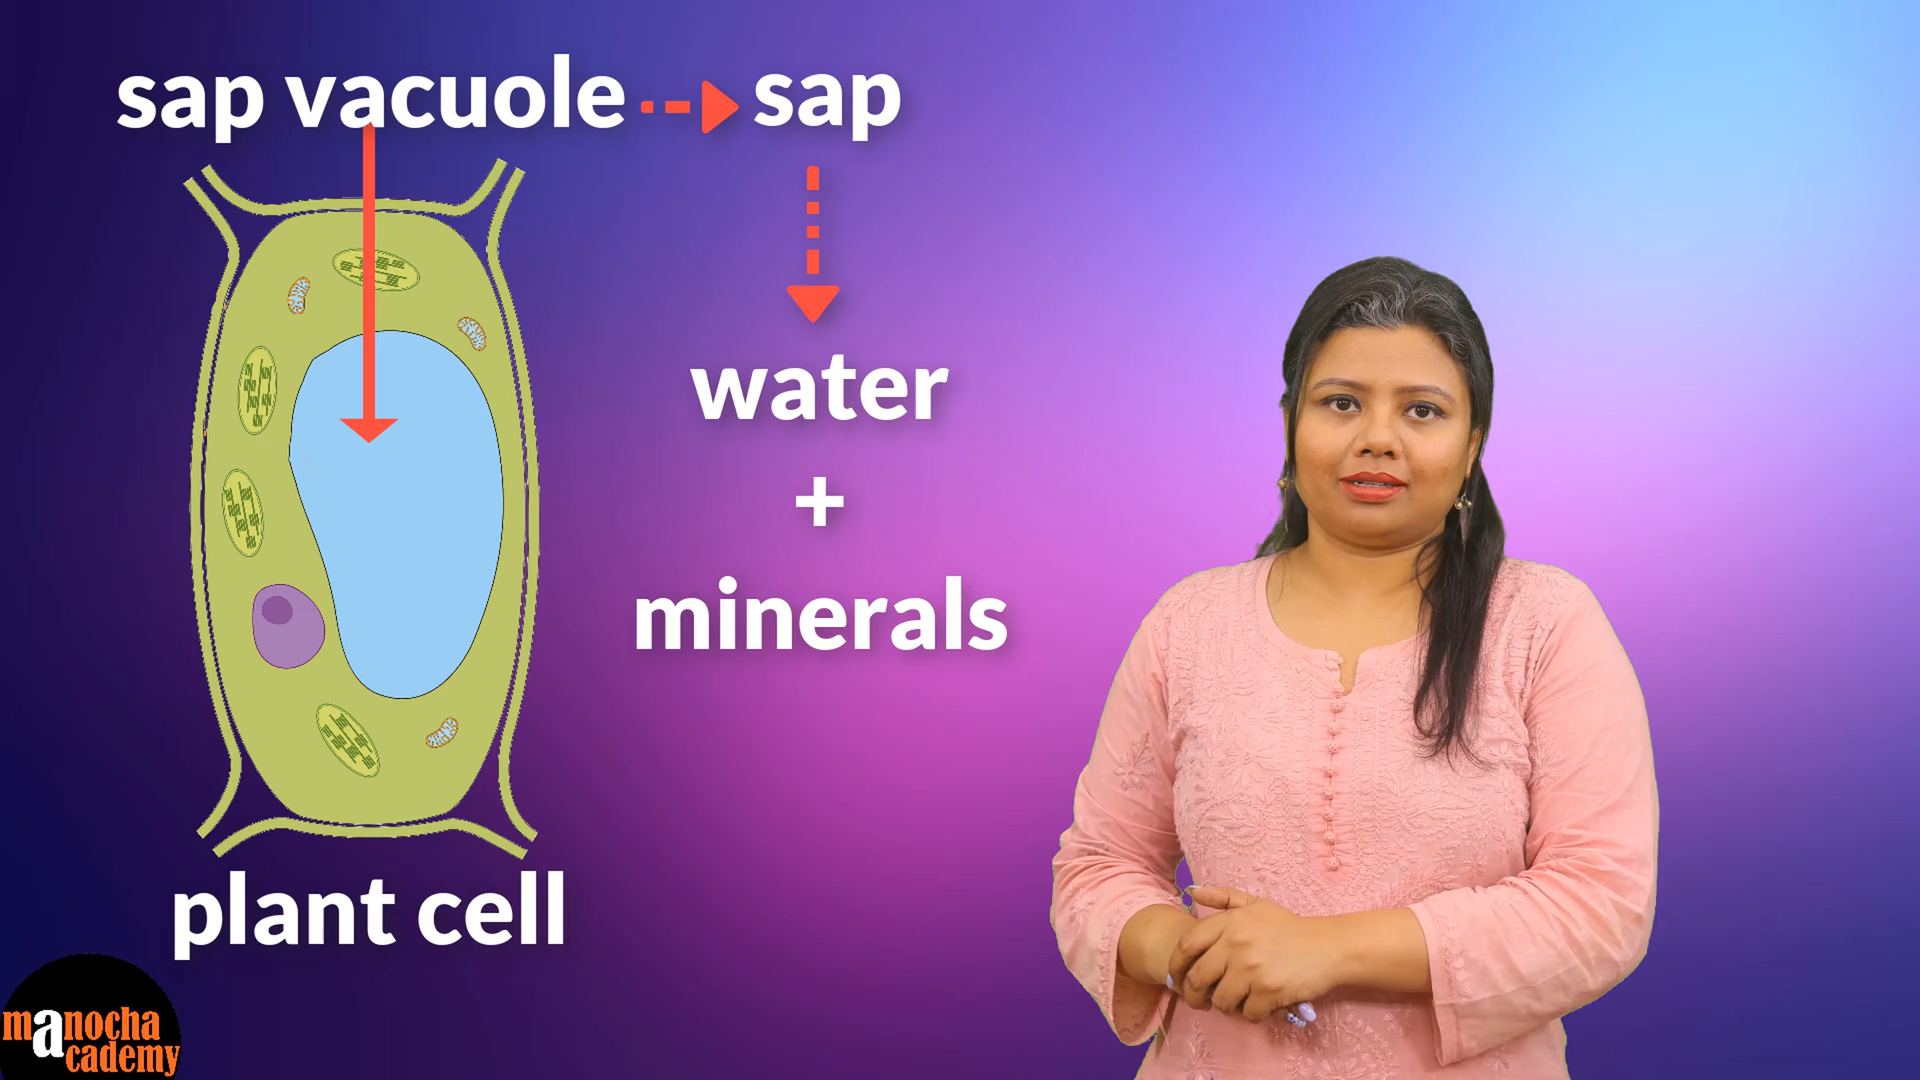 sap vacuole
sap
water
+
minerals
plant cell
manocha
academy